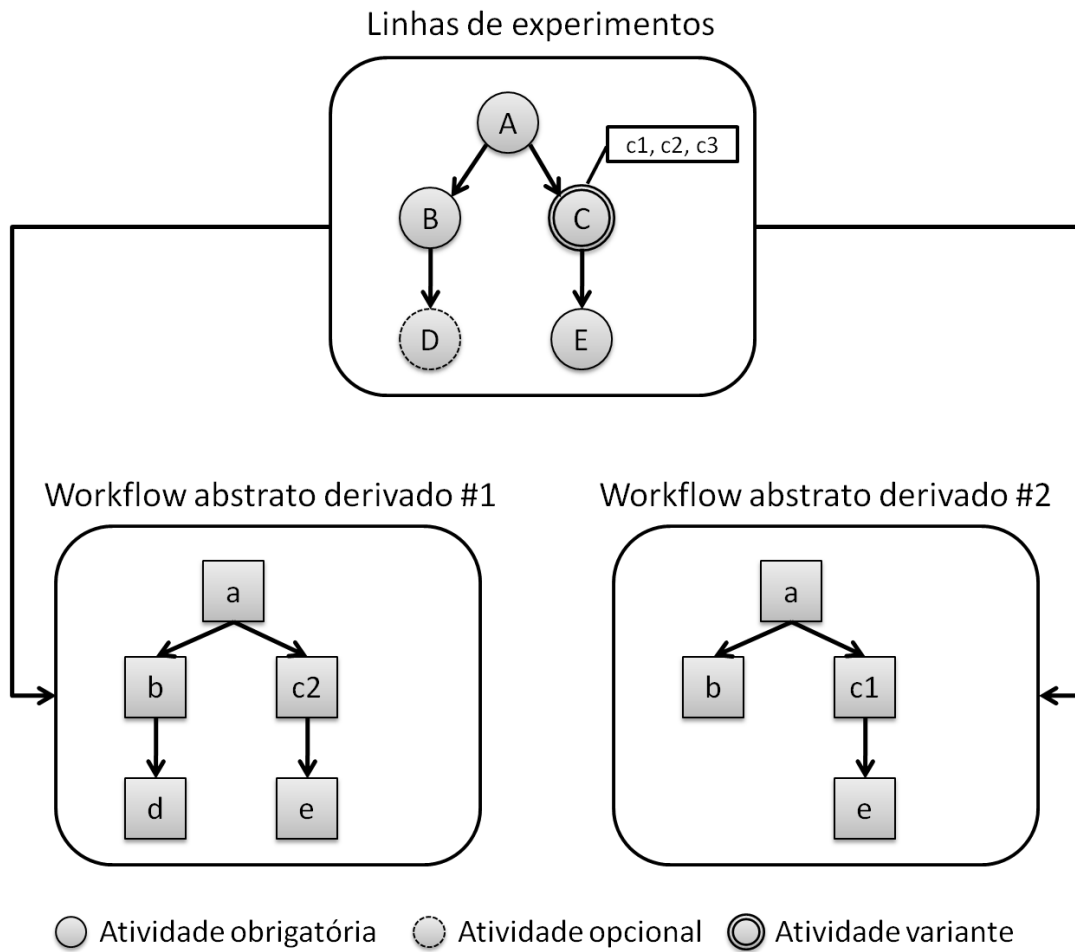 Linhas de experimentos
A
c1, c2, c3
B
C
D
E
Workflow abstrato derivado #1
Workflow abstrato derivado #2
a
a
b
c2
b
c1
d
e
e
Atividade obrigatória
Atividade opcional
Atividade variante